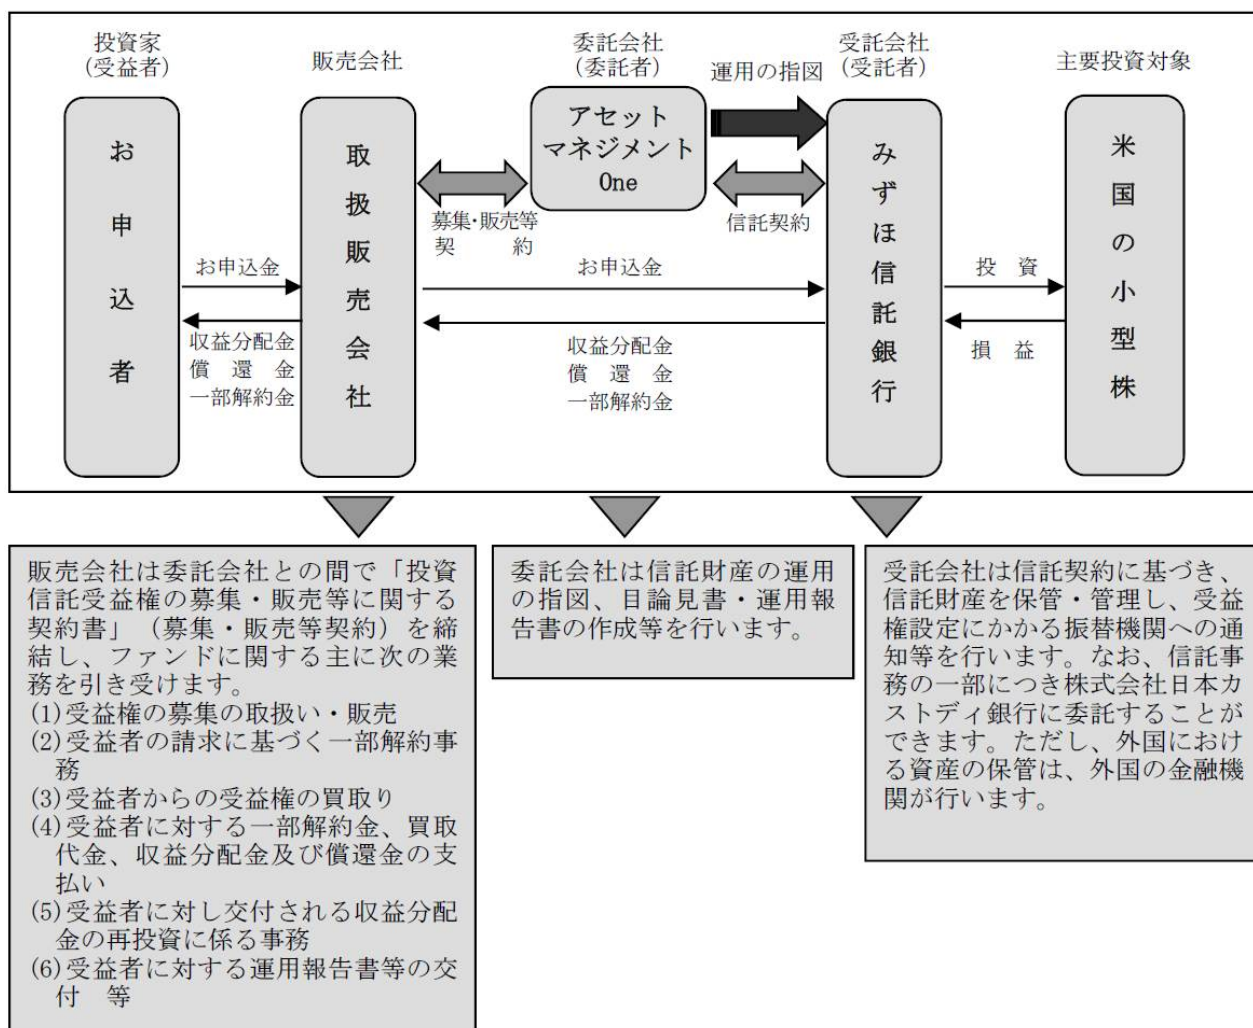 投資家
(受益者)
販売会社
委託会社
(委託者)
運用の指図
受託会社
(受託者)
主要投資対象
お申込者
取扱販売会社
アセット
マネジメント
One
みずほ信託銀行
米国の小型株
募集・販売等
契　　約
信託契約
お申込金
収益分配金
償　還　金
一部解約金
お申込金
収益分配金
償　還　金
一部解約金
投　資
損　益
販売会社は委託会社との間で「投資
信託受益権の募集・販売等に関する
契約書」（募集・販売等契約）を締
結し、ファンドに関する主に次の業
務を引き受けます。
(1)受益権の募集の取扱い・販売
(2)受益者の請求に基づく一部解約事
務
(3)受益者からの受益権の買取り
(4)受益者に対する一部解約金、買取
代金、収益分配金及び償還金の支
払い
(5)受益者に対し交付される収益分配
金の再投資に係る事務
(6)受益者に対する運用報告書等の交
付　等
委託会社は信託財産の運用
の指図、目論見書・運用報
告書の作成等を行います。
受託会社は信託契約に基づき、
信託財産を保管・管理し、受益
権設定にかかる振替機関への通
知等を行います。なお、信託事
務の一部につき株式会社日本カ
ストディ銀行に委託することが
できます。ただし、外国におけ
る資産の保管は、外国の金融機
関が行います。